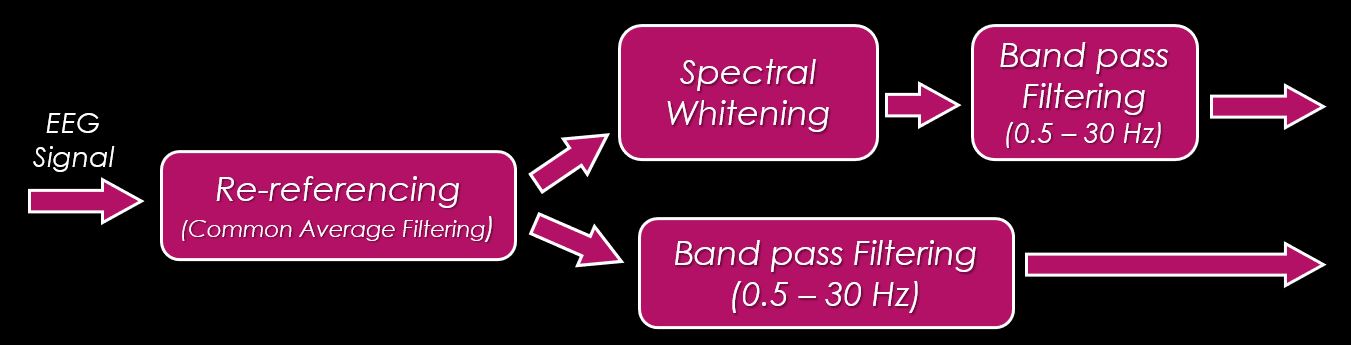 EEG
Signal
Re-referencing
(Common Average Filtering)
Spectral
Whitening
Band pass
Filtering
(0.5 – 30 Hz)
Band pass Filtering
(0.5 – 30 Hz)